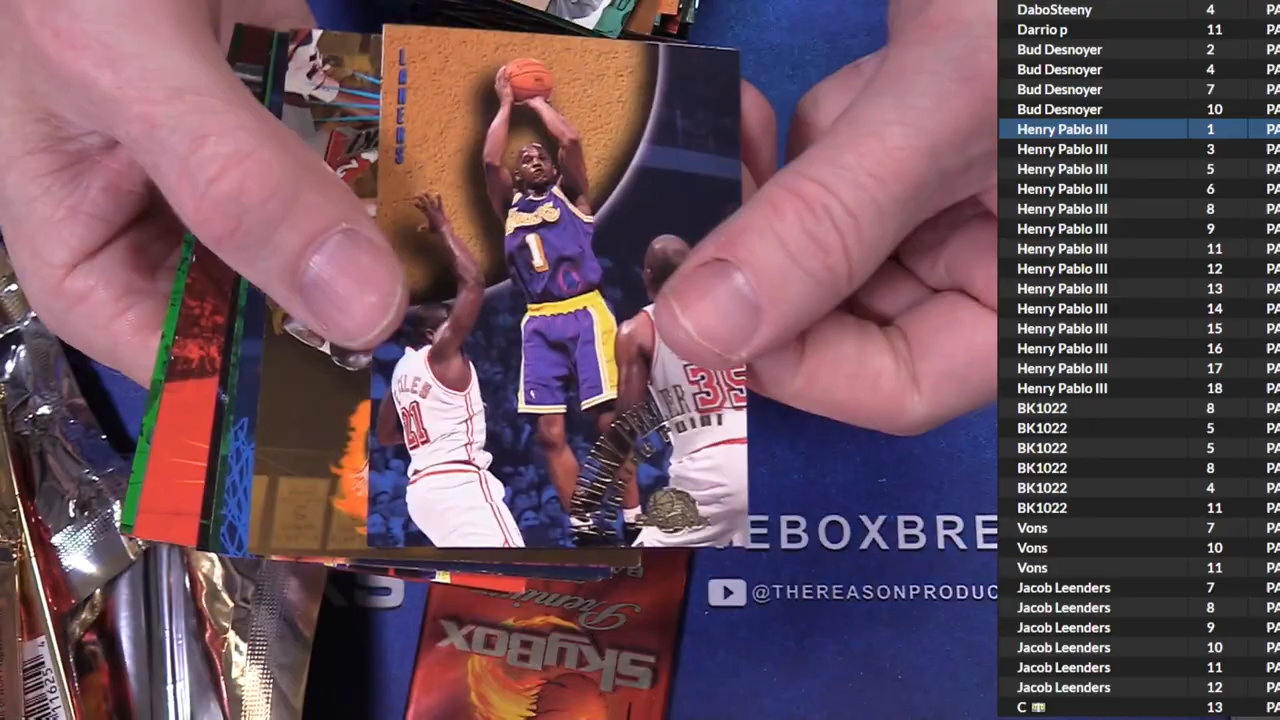 LAKERS
1
ILES
21
35
POINT
EBOXBRE
@THEREASONPRODUC
Premium
SKYBOX
DaboSteeny 4 PA
Darrio p 11 PA
Bud Desnoyer 2 PA
Bud Desnoyer 4 PA
Bud Desnoyer 7 PA
Bud Desnoyer 10 PA
Henry Pablo III 1 PA
Henry Pablo III 3 PA
Henry Pablo III 5 PA
Henry Pablo III 6 PA
Henry Pablo III 8 PA
Henry Pablo III 9 PA
Henry Pablo III 11 PA
Henry Pablo III 12 PA
Henry Pablo III 13 PA
Henry Pablo III 14 PA
Henry Pablo III 15 PA
Henry Pablo III 16 PA
Henry Pablo III 17 PA
Henry Pablo III 18 PA
BK1022 8 PA
BK1022 5 PA
BK1022 5 PA
BK1022 8 PA
BK1022 4 PA
BK1022 11 PA
Vons 7 PA
Vons 10 PA
Vons 11 PA
Jacob Leenders 7 PA
Jacob Leenders 8 PA
Jacob Leenders 9 PA
Jacob Leenders 10 PA
Jacob Leenders 11 PA
Jacob Leenders 12 PA
C 13 PA